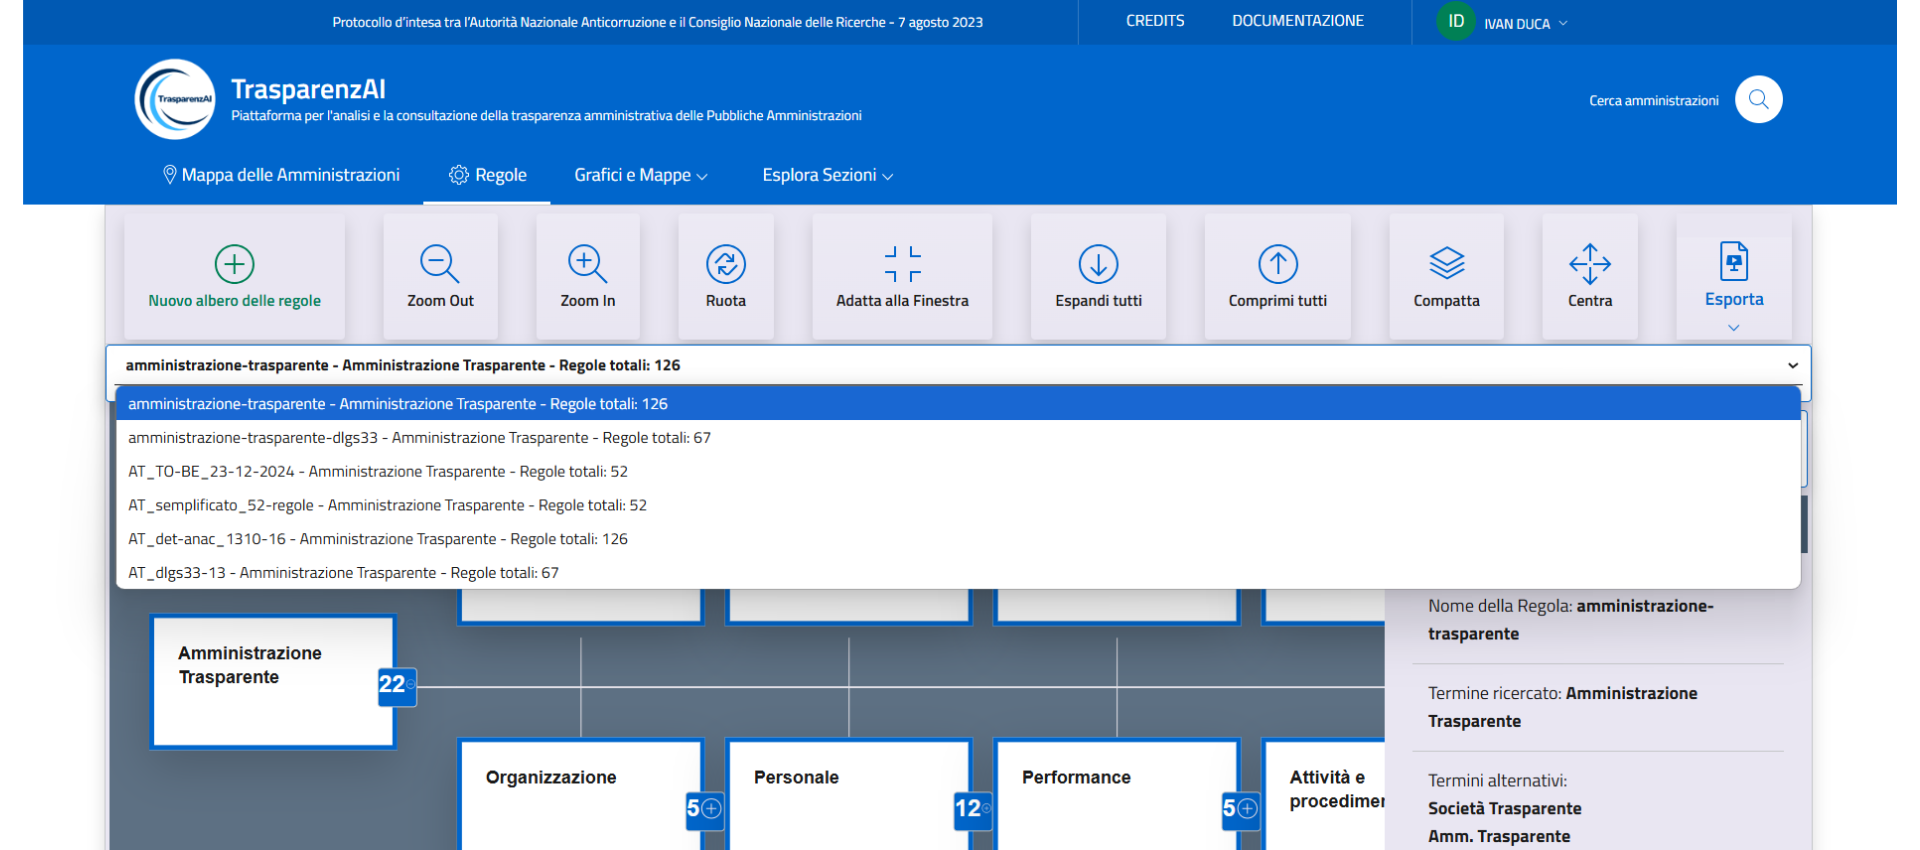 Protocollo d'intesa tra l'Autorità Nazionale Anticorruzione e il Consiglio Nazionale delle Ricerche - 7 agosto 2023
CREDITS
DOCUMENTAZIONE
ID
IVAN DUCA
TrasparenzAI
TrasparenzAI
Piattaforma per l'analisi e la consultazione della trasparenza amministrativa delle Pubbliche Amministrazioni
Cerca amministrazioni
Mappa delle Amministrazioni
Regole
Grafici e Mappe
Esplora Sezioni
Nuovo albero delle regole
Zoom Out
Zoom In
Ruota
Adatta alla Finestra
Espandi tutti
Comprimi tutti
Compatta
Centra
Esporta
amministrazione-trasparente - Amministrazione Trasparente - Regole totali: 126
amministrazione-trasparente - Amministrazione Trasparente - Regole totali: 126
amministrazione-trasparente-dlgs33 - Amministrazione Trasparente - Regole totali: 67
AT_TO-BE_23-12-2024 - Amministrazione Trasparente - Regole totali: 52
AT_semplificato_52-regole - Amministrazione Trasparente - Regole totali: 52
AT_det-anac_1310-16 - Amministrazione Trasparente - Regole totali: 126
AT_dlgs33-13 - Amministrazione Trasparente - Regole totali: 67
Amministrazione
Trasparente
22
Organizzazione
5
Personale
12
Performance
5
Attività e
procedimer
Nome della Regola: amministrazione-
trasparente
Termine ricercato: Amministrazione
Trasparente
Termini alternativi:
Società Trasparente
Amm. Trasparente